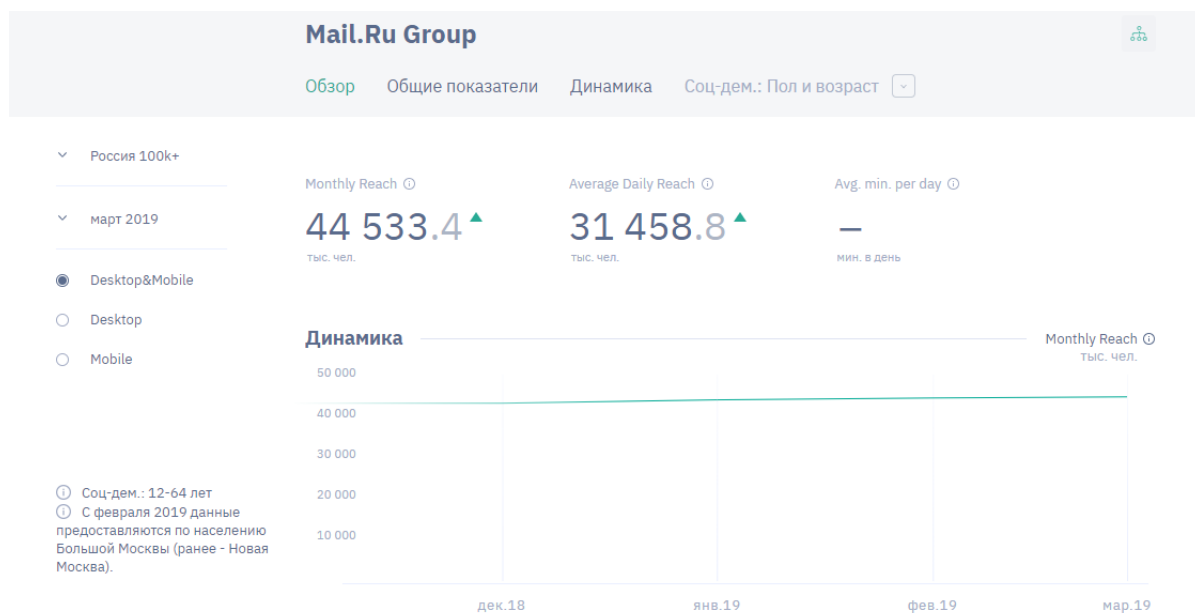 Mail.Ru Group
Обзор Общие показатели Динамика Соц-дем.: Пол и возраст
Россия 100k+
март 2019
Desktop&Mobile
Desktop
Mobile
Соц-дем.: 12-64 лет
С февраля 2019 данные
предоставляются по населению
Большой Москвы (ранее - Новая
Москва).
Monthly Reach
44 533.4
тыс. чел.
Average Daily Reach
31 458.8
тыс. чел.
Avg. min. per day
—
мин. в день
Динамика
Monthly Reach
тыс. чел.
50 000
40 000
30 000
20 000
10 000
дек.18 янв.19 фев.19 мар.19